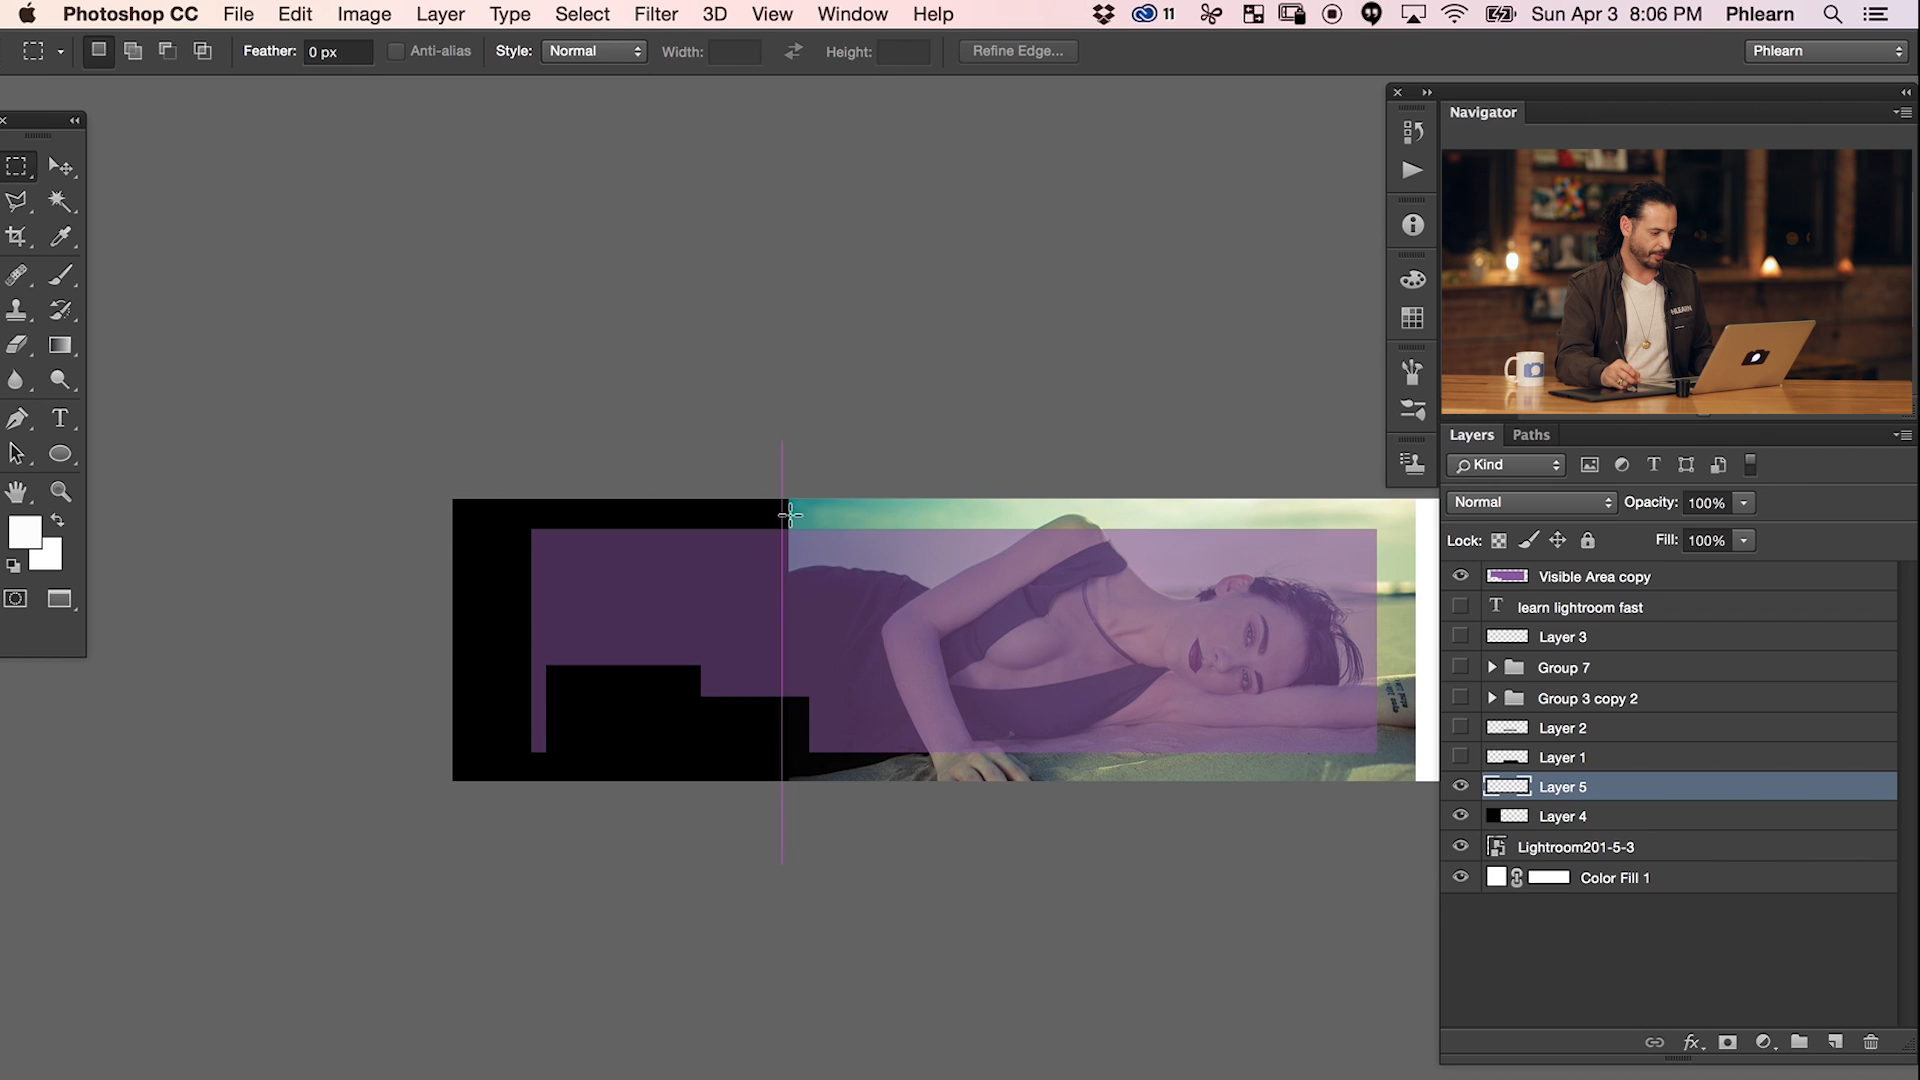 Photoshop CC File Edit Image Layer Type Select Filter 3D View Window Help 11 Sun Apr 3 8:06 PM Phlearn
Feather: 0 px Anti-alias Style: Normal Width: Height: Refine Edge... Phlearn
Navigator
PHLEARN
Layers Paths
Kind
Normal Opacity: 100%
Lock: Fill: 100%
Visible Area copy
learn lightroom fast
Layer 3
Group 7
Group 3 copy 2
Layer 2
Layer 1
Layer 5
Layer 4
Lightroom201-5-3
Color Fill 1